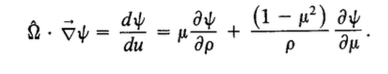 Ω̂ · ∇⃗ψ = dψ/du = μ ∂ψ/∂ρ + (1 − μ²)/ρ ∂ψ/∂μ.